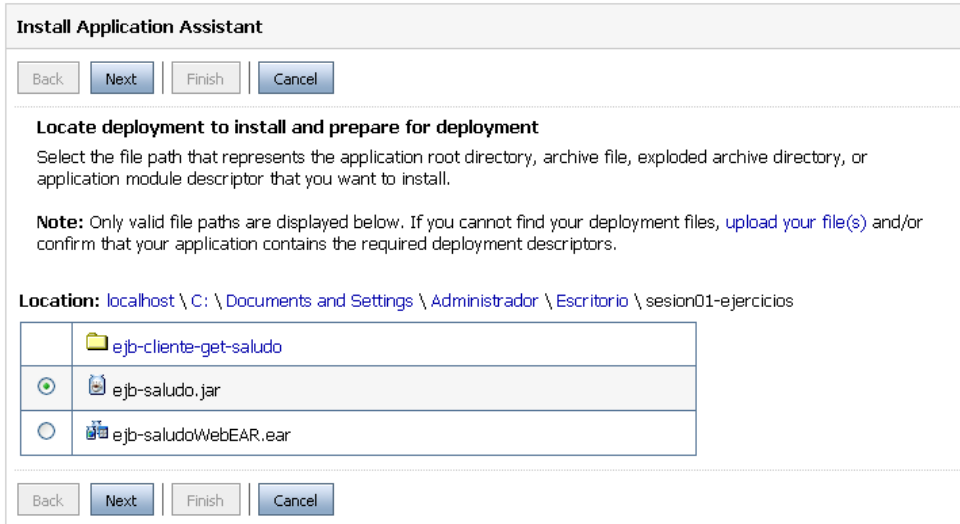 Install Application Assistant
Back Next Finish Cancel
Locate deployment to install and prepare for deployment
Select the file path that represents the application root directory, archive file, exploded archive directory, or
application module descriptor that you want to install.
Note: Only valid file paths are displayed below. If you cannot find your deployment files, upload your file(s) and/or
confirm that your application contains the required deployment descriptors.
Location: localhost \ C: \ Documents and Settings \ Administrador \ Escritorio \ sesion01-ejercicios
ejb-cliente-get-saludo
ejb-saludo.jar
ejb-saludoWebEAR.ear
Back Next Finish Cancel